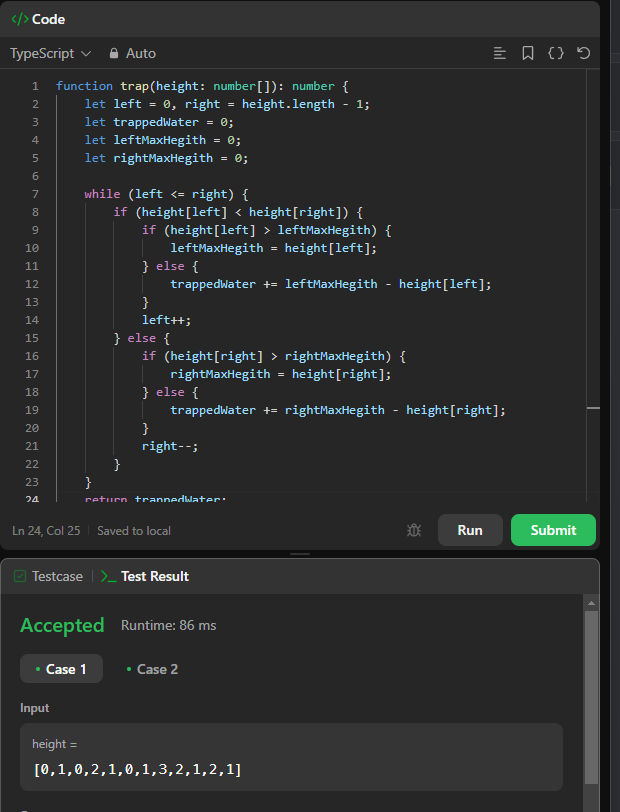 </> Code
TypeScript Auto
1 function trap(height: number[]): number {
2 let left = 0, right = height.length - 1;
3 let trappedWater = 0;
4 let leftMaxHegith = 0;
5 let rightMaxHegith = 0;
6
7 while (left <= right) {
8 if (height[left] < height[right]) {
9 if (height[left] > leftMaxHegith) {
10 leftMaxHegith = height[left];
11 } else {
12 trappedWater += leftMaxHegith - height[left];
13 }
14 left++;
15 } else {
16 if (height[right] > rightMaxHegith) {
17 rightMaxHegith = height[right];
18 } else {
19 trappedWater += rightMaxHegith - height[right];
20 }
21 right--;
22 }
23 }
24 return trappedWater;
Ln 24, Col 25 Saved to local Run Submit
Testcase >_ Test Result
Accepted Runtime: 86 ms
• Case 1 • Case 2
Input
height =
[0,1,0,2,1,0,1,3,2,1,2,1]